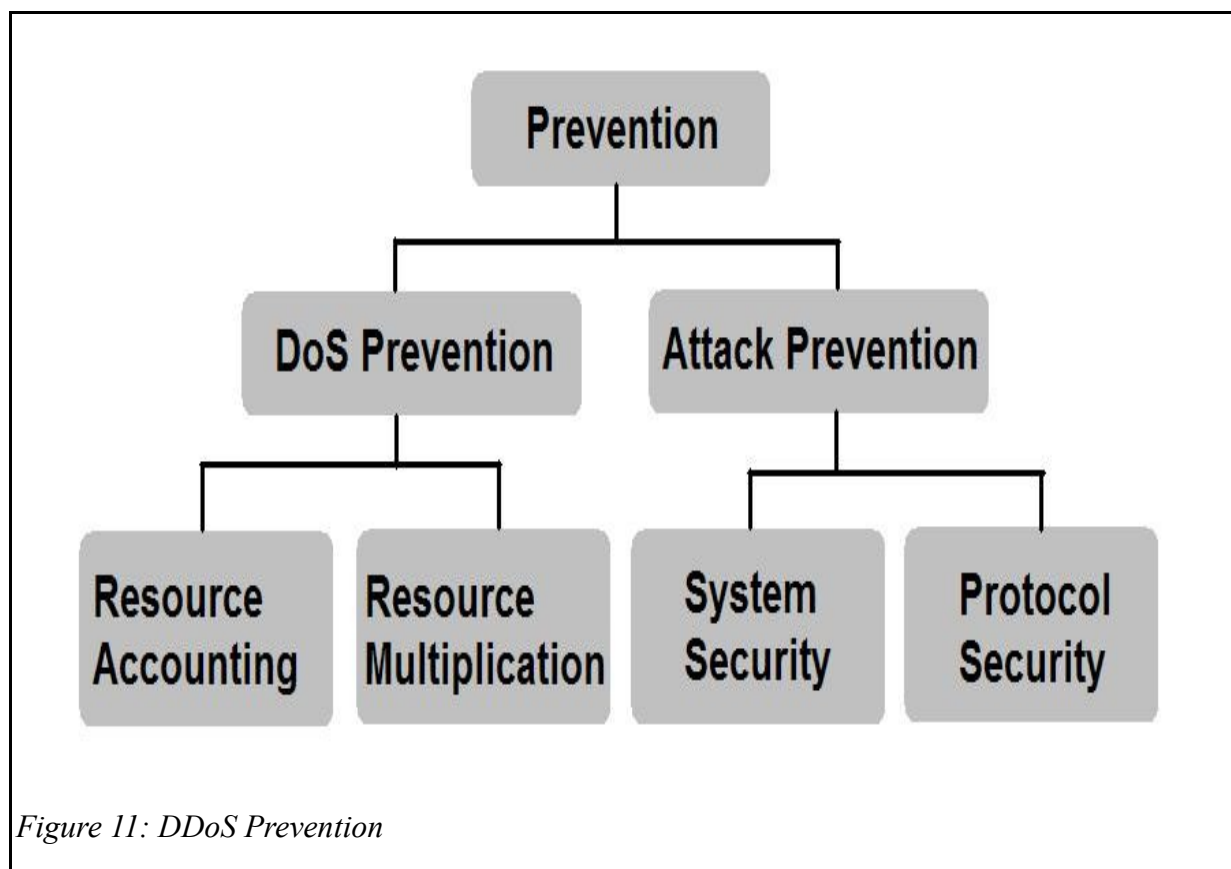 Prevention
DoS Prevention
Attack Prevention
Resource
Accounting
Resource
Multiplication
System
Security
Protocol
Security
Figure 11: DDoS Prevention